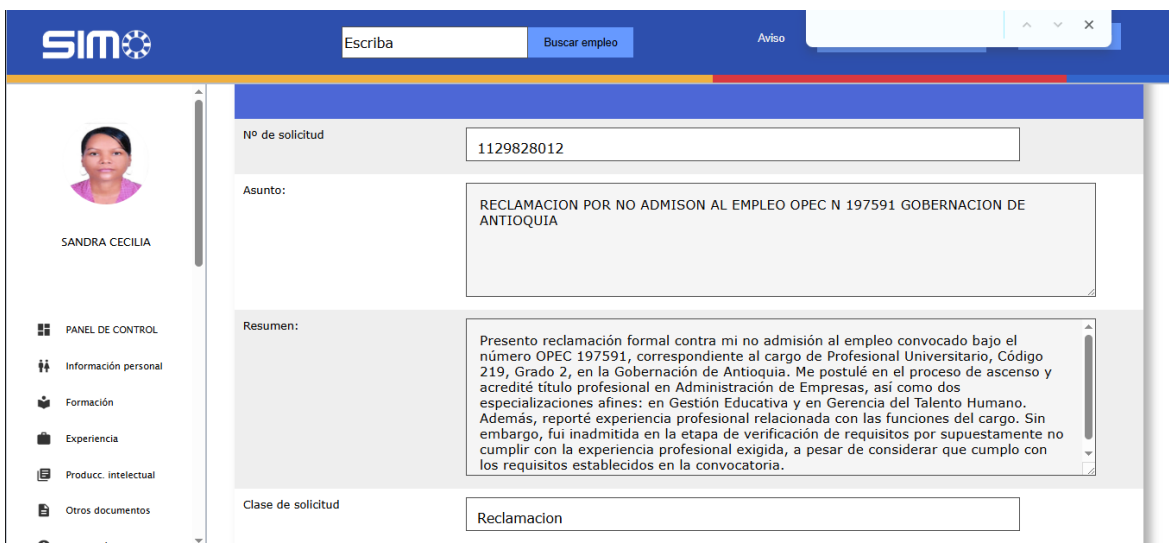 SIMO
Escriba
Buscar empleo
Aviso
SANDRA CECILIA
PANEL DE CONTROL
Información personal
Formación
Experiencia
Producc. intelectual
Otros documentos
Nº de solicitud
1129828012
Asunto:
RECLAMACION POR NO ADMISON AL EMPLEO OPEC N 197591 GOBERNACION DE
ANTIOQUIA
Resumen:
Presento reclamación formal contra mi no admisión al empleo convocado bajo el
número OPEC 197591, correspondiente al cargo de Profesional Universitario, Código
219, Grado 2, en la Gobernación de Antioquia. Me postulé en el proceso de ascenso y
acredité título profesional en Administración de Empresas, así como dos
especializaciones afines: en Gestión Educativa y en Gerencia del Talento Humano.
Además, reporté experiencia profesional relacionada con las funciones del cargo. Sin
embargo, fui inadmitida en la etapa de verificación de requisitos por supuestamente no
cumplir con la experiencia profesional exigida, a pesar de considerar que cumplo con
los requisitos establecidos en la convocatoria.
Clase de solicitud
Reclamacion